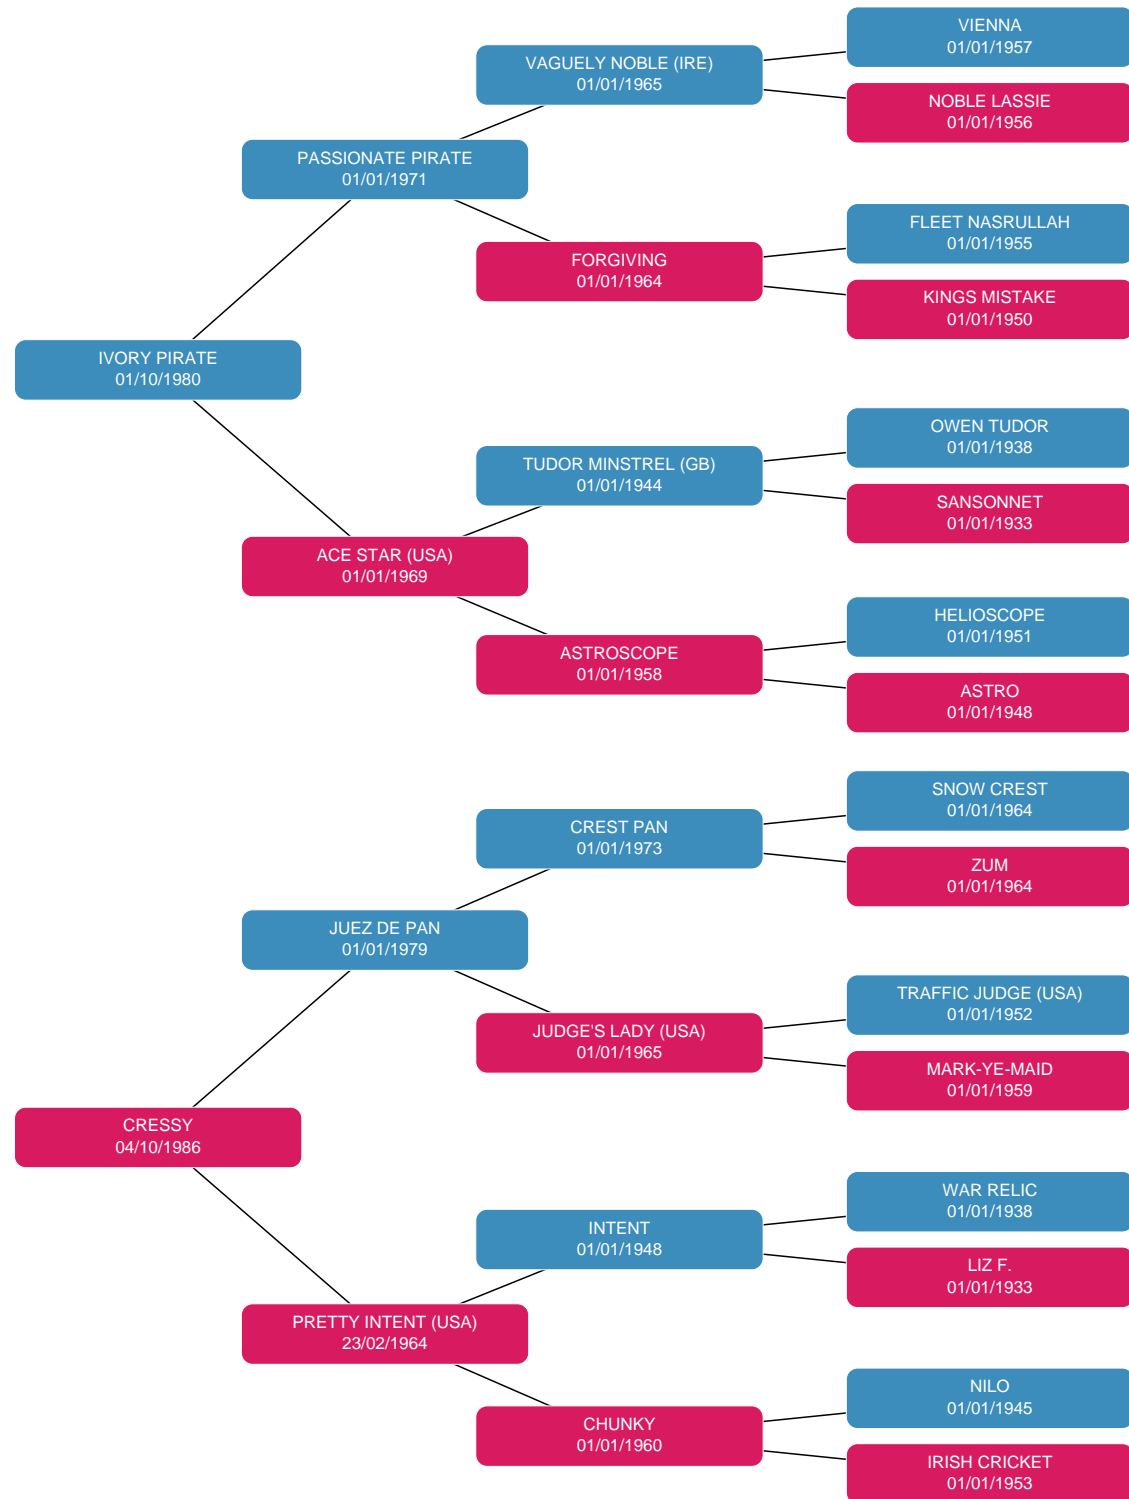 VIENNA
01/01/1957
VAGUELY NOBLE (IRE)
01/01/1965
NOBLE LASSIE
01/01/1956
PASSIONATE PIRATE
01/01/1971
FLEET NASRULLAH
01/01/1955
FORGIVING
01/01/1964
KINGS MISTAKE
01/01/1950
IVORY PIRATE
01/10/1980
OWEN TUDOR
01/01/1938
TUDOR MINSTREL (GB)
01/01/1944
SANSONNET
01/01/1933
ACE STAR (USA)
01/01/1969
HELIOSCOPE
01/01/1951
ASTROSCOPE
01/01/1958
ASTRO
01/01/1948
SNOW CREST
01/01/1964
CREST PAN
01/01/1973
ZUM
01/01/1964
JUEZ DE PAN
01/01/1979
TRAFFIC JUDGE (USA)
01/01/1952
JUDGE'S LADY (USA)
01/01/1965
MARK-YE-MAID
01/01/1959
CRESSY
04/10/1986
WAR RELIC
01/01/1938
INTENT
01/01/1948
LIZ F.
01/01/1933
PRETTY INTENT (USA)
23/02/1964
NILO
01/01/1945
CHUNKY
01/01/1960
IRISH CRICKET
01/01/1953